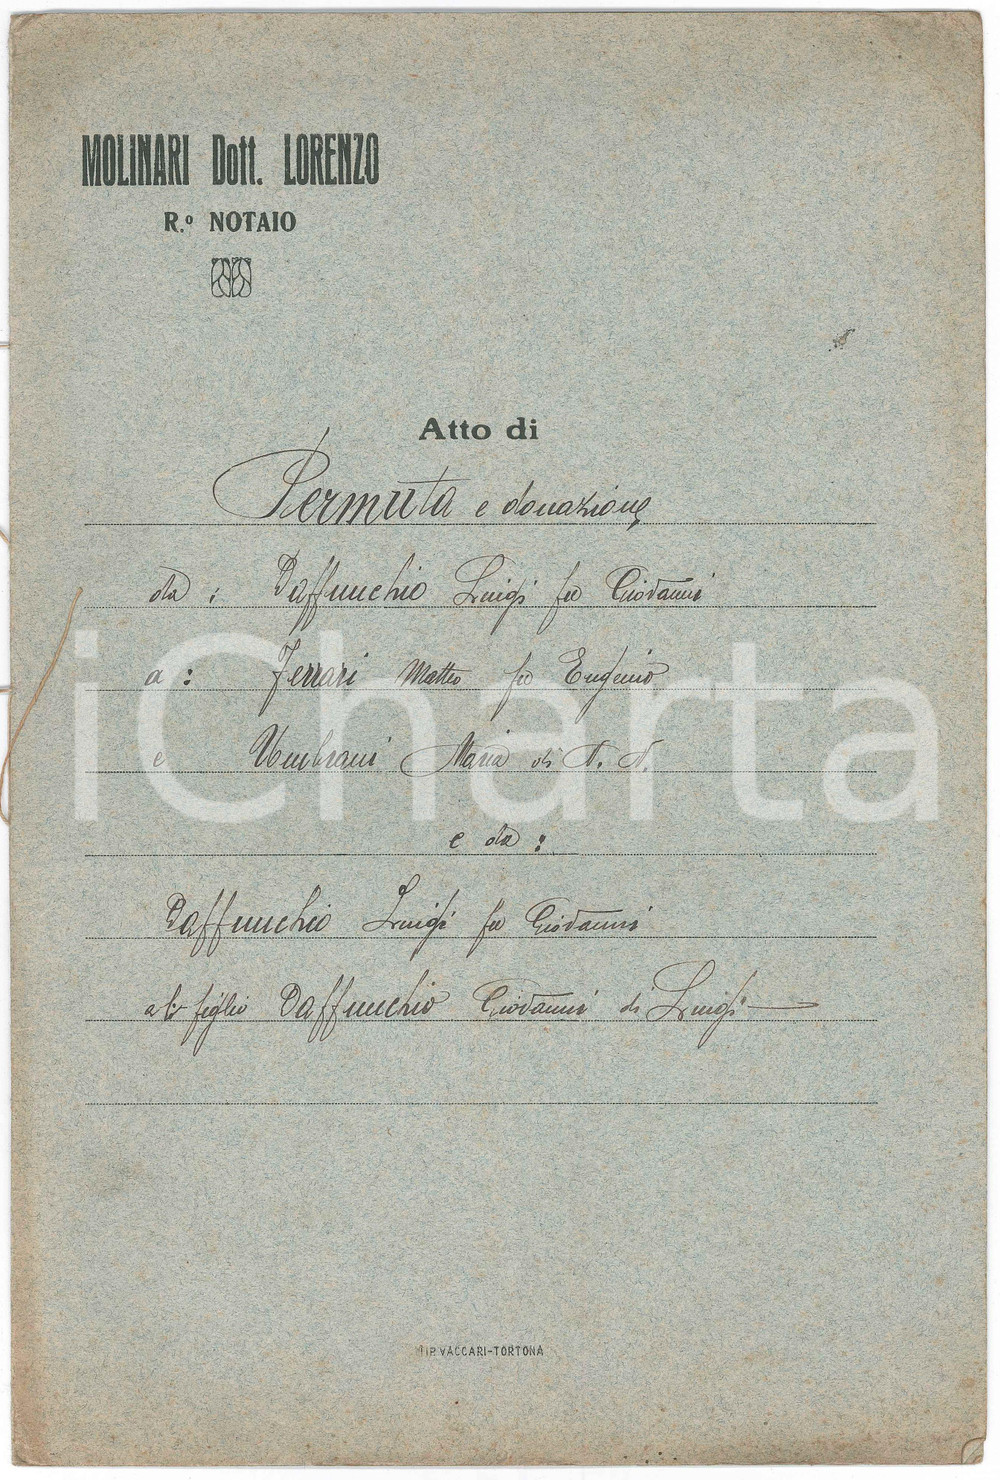 MOLINARI Dott. LORENZO
R.º NOTAIO
Atto di
Permuta e donazione
da : Daffunchio Luigi fu Giovanni
a : Ferrari Matteo fu Eugenio
e Umbrani Maria di N. N.
e da :
Daffunchio Luigi fu Giovanni
al figlio Daffunchio Giovanni di Luigi
iCharta
TIP. VACCARI-TORTONA